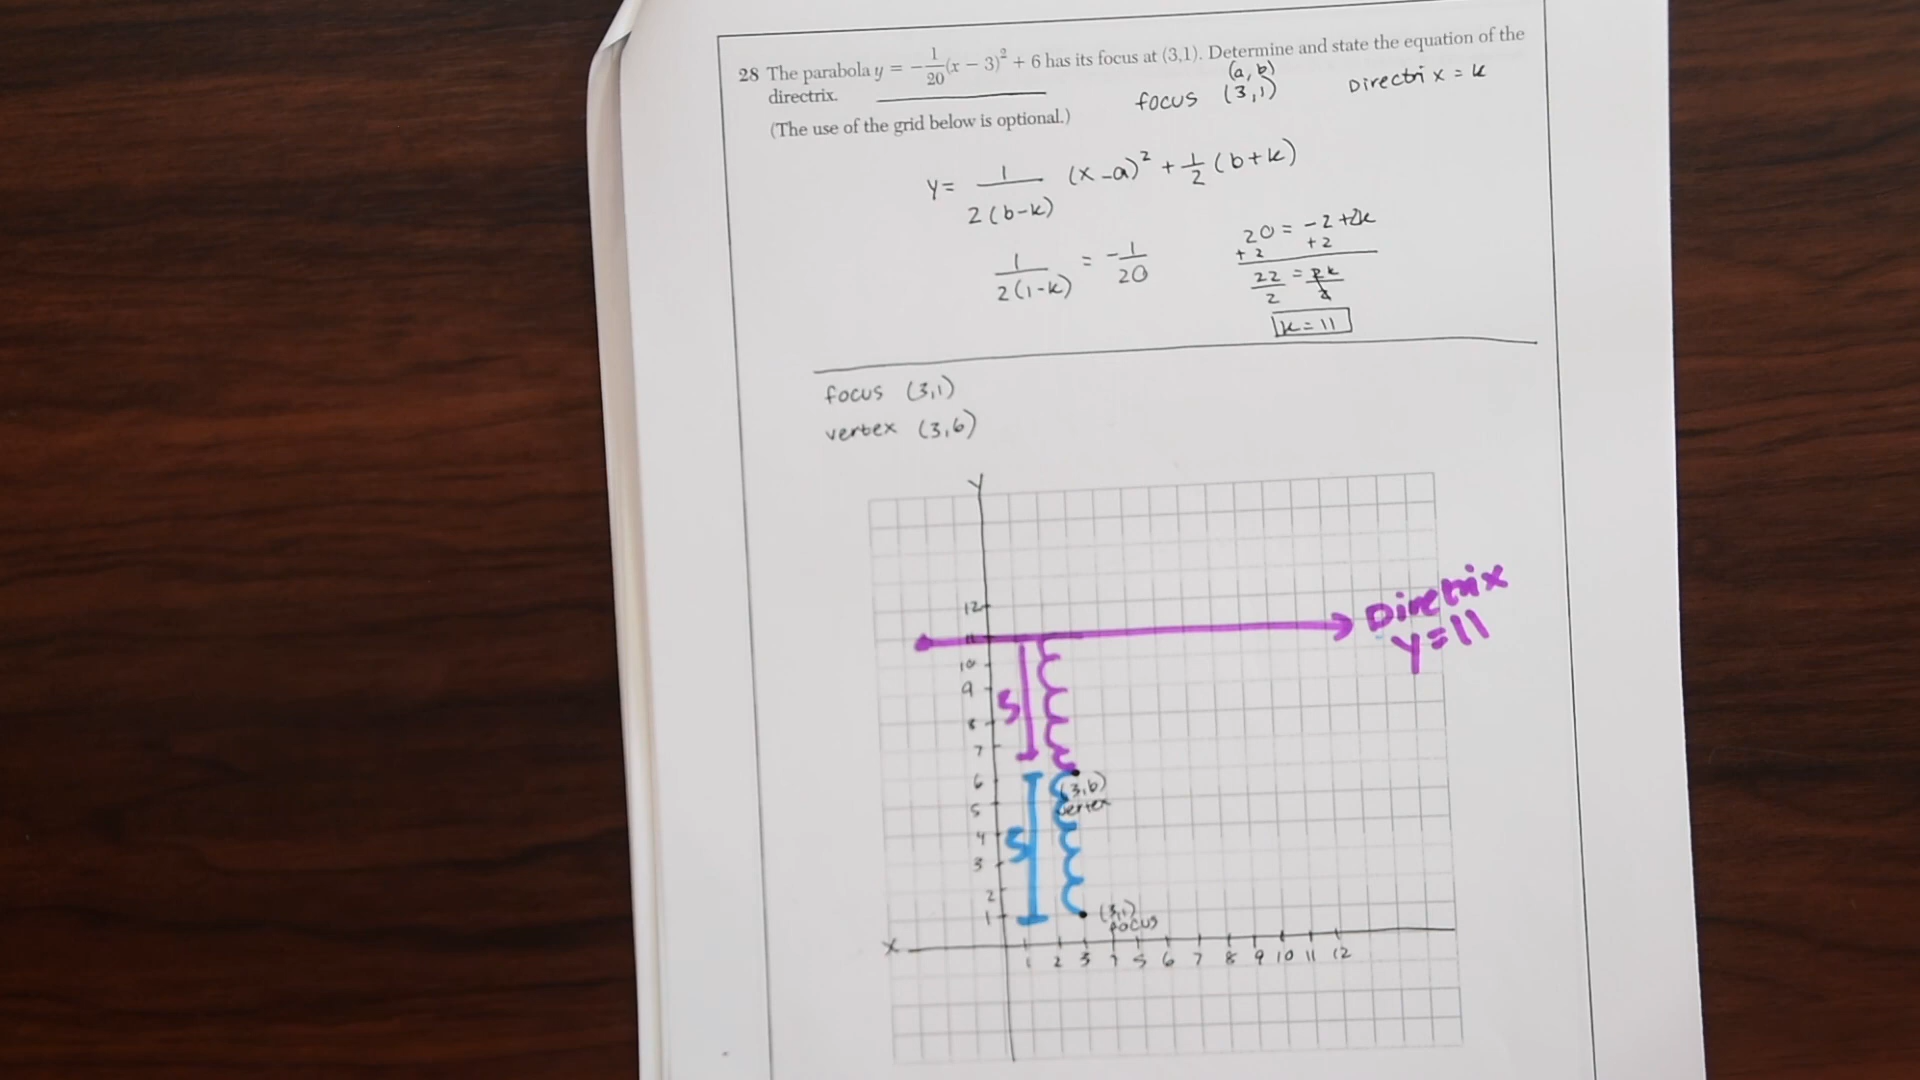 28 The parabola y = -1/20(x - 3)² + 6 has its focus at (3,1). Determine and state the equation of the
directrix.
(a, b)
focus (3,1)
Directrix = k
(The use of the grid below is optional.)
y = 1/2(b-k) (x-a)² + 1/2 (b+k)
1/2(1-k) = -1/20
20 = -2 + 2k
+2 +2
22/2 = 2k/2
k = 11
focus (3,1)
vertex (3,6)
Y
12
11
10
9
8
7
6
5
4
3
2
1
Directrix
Y=11
5
5
(3,6)
vertex
(3,1)
focus
X
1 2 3 4 5 6 7 8 9 10 11 12